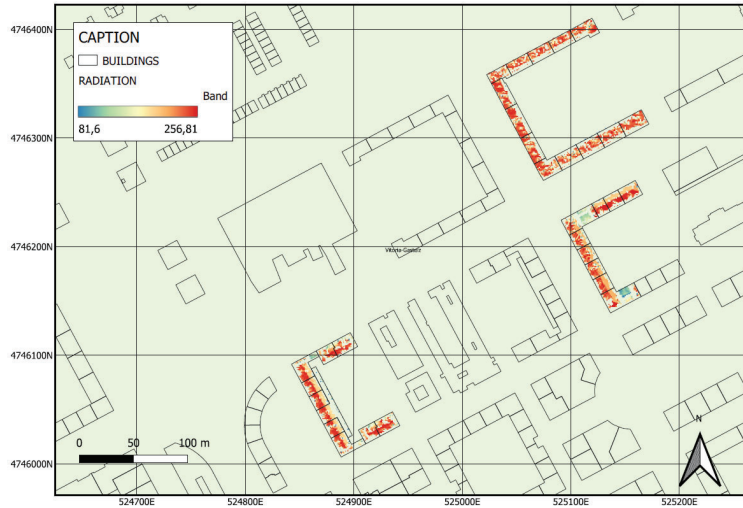 4746400N
CAPTION
BUILDINGS
RADIATION
Band
81,6 256,81
4746300N
4746200N
Vitoria-Gasteiz
4746100N
N
0 50 100 m
4746000N
524700E 524800E 524900E 525000E 525100E 525200E